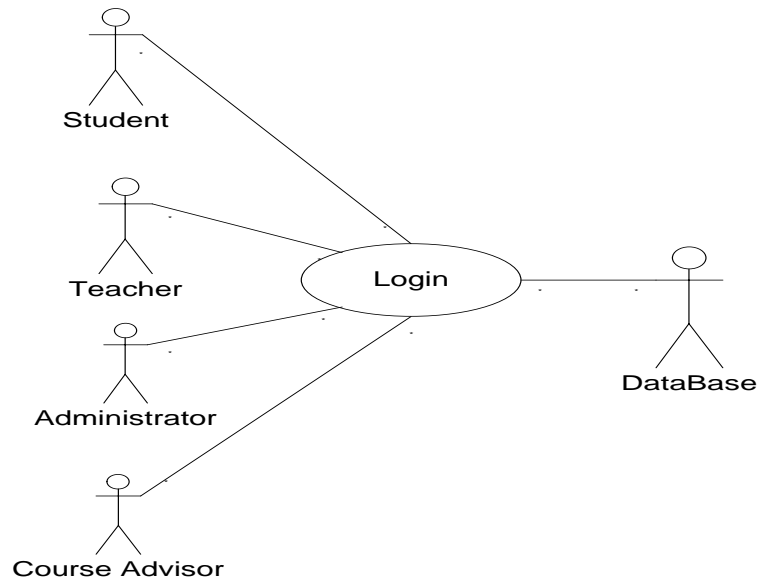 Student
Teacher
Login
DataBase
Administrator
Course Advisor